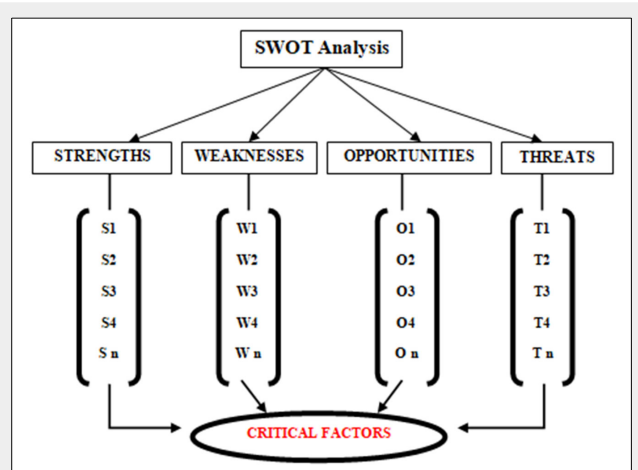 SWOT Analysis
STRENGTHS WEAKNESSES OPPORTUNITIES THREATS
S1 W1 O1 T1
S2 W2 O2 T2
S3 W3 O3 T3
S4 W4 O4 T4
S n W n O n T n
CRITICAL FACTORS